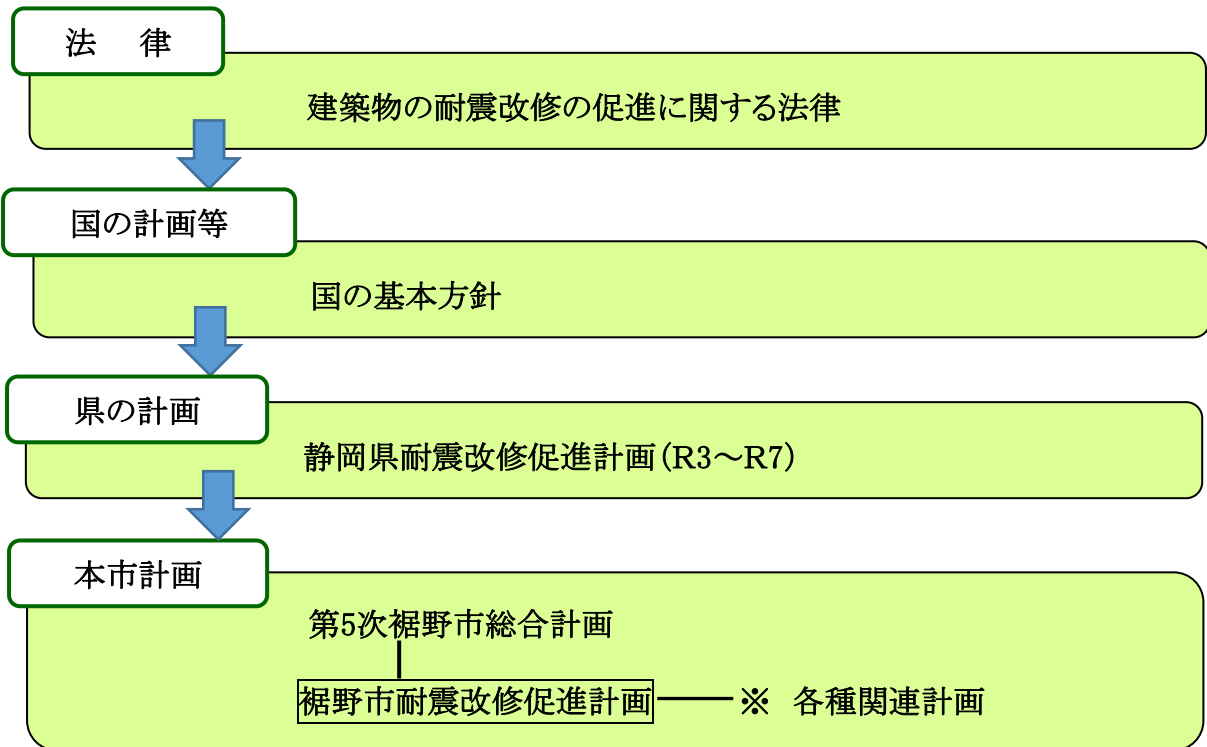 法　律
建築物の耐震改修の促進に関する法律
国の計画等
国の基本方針
県の計画
静岡県耐震改修促進計画（R3～R7）
本市計画
第5次裾野市総合計画
裾野市耐震改修促進計画 ※　各種関連計画